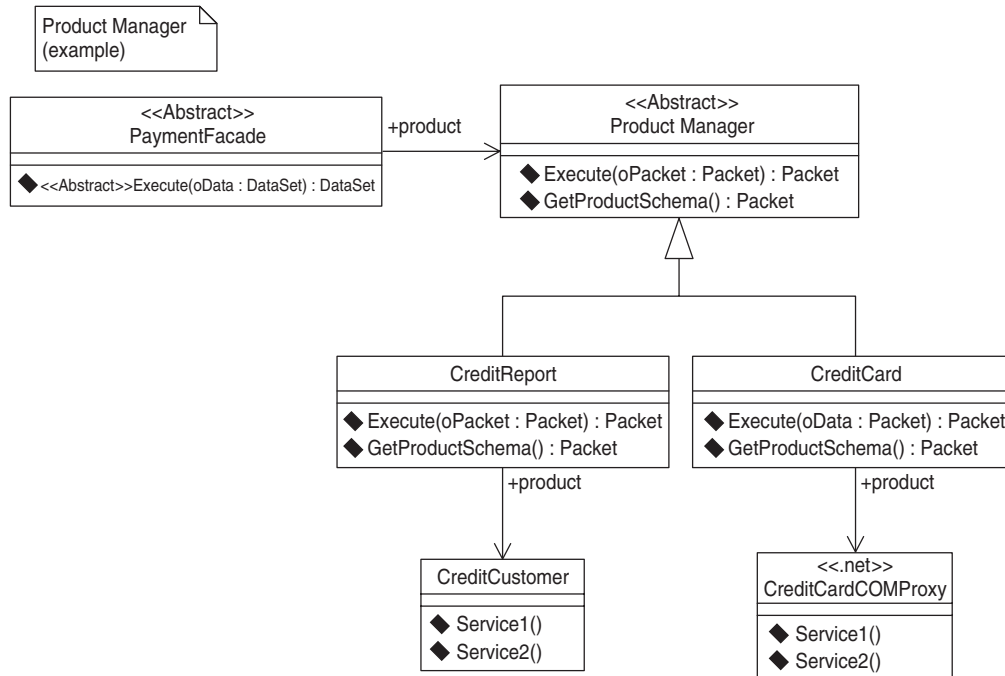 Product Manager
(example)
<<Abstract>>
PaymentFacade
<<Abstract>>Execute(oData : DataSet) : DataSet
+product
<<Abstract>>
Product Manager
Execute(oPacket : Packet) : Packet
GetProductSchema() : Packet
CreditReport
Execute(oPacket : Packet) : Packet
GetProductSchema() : Packet
CreditCard
Execute(oData : Packet) : Packet
GetProductSchema() : Packet
+product
+product
CreditCustomer
Service1()
Service2()
<<.net>>
CreditCardCOMProxy
Service1()
Service2()